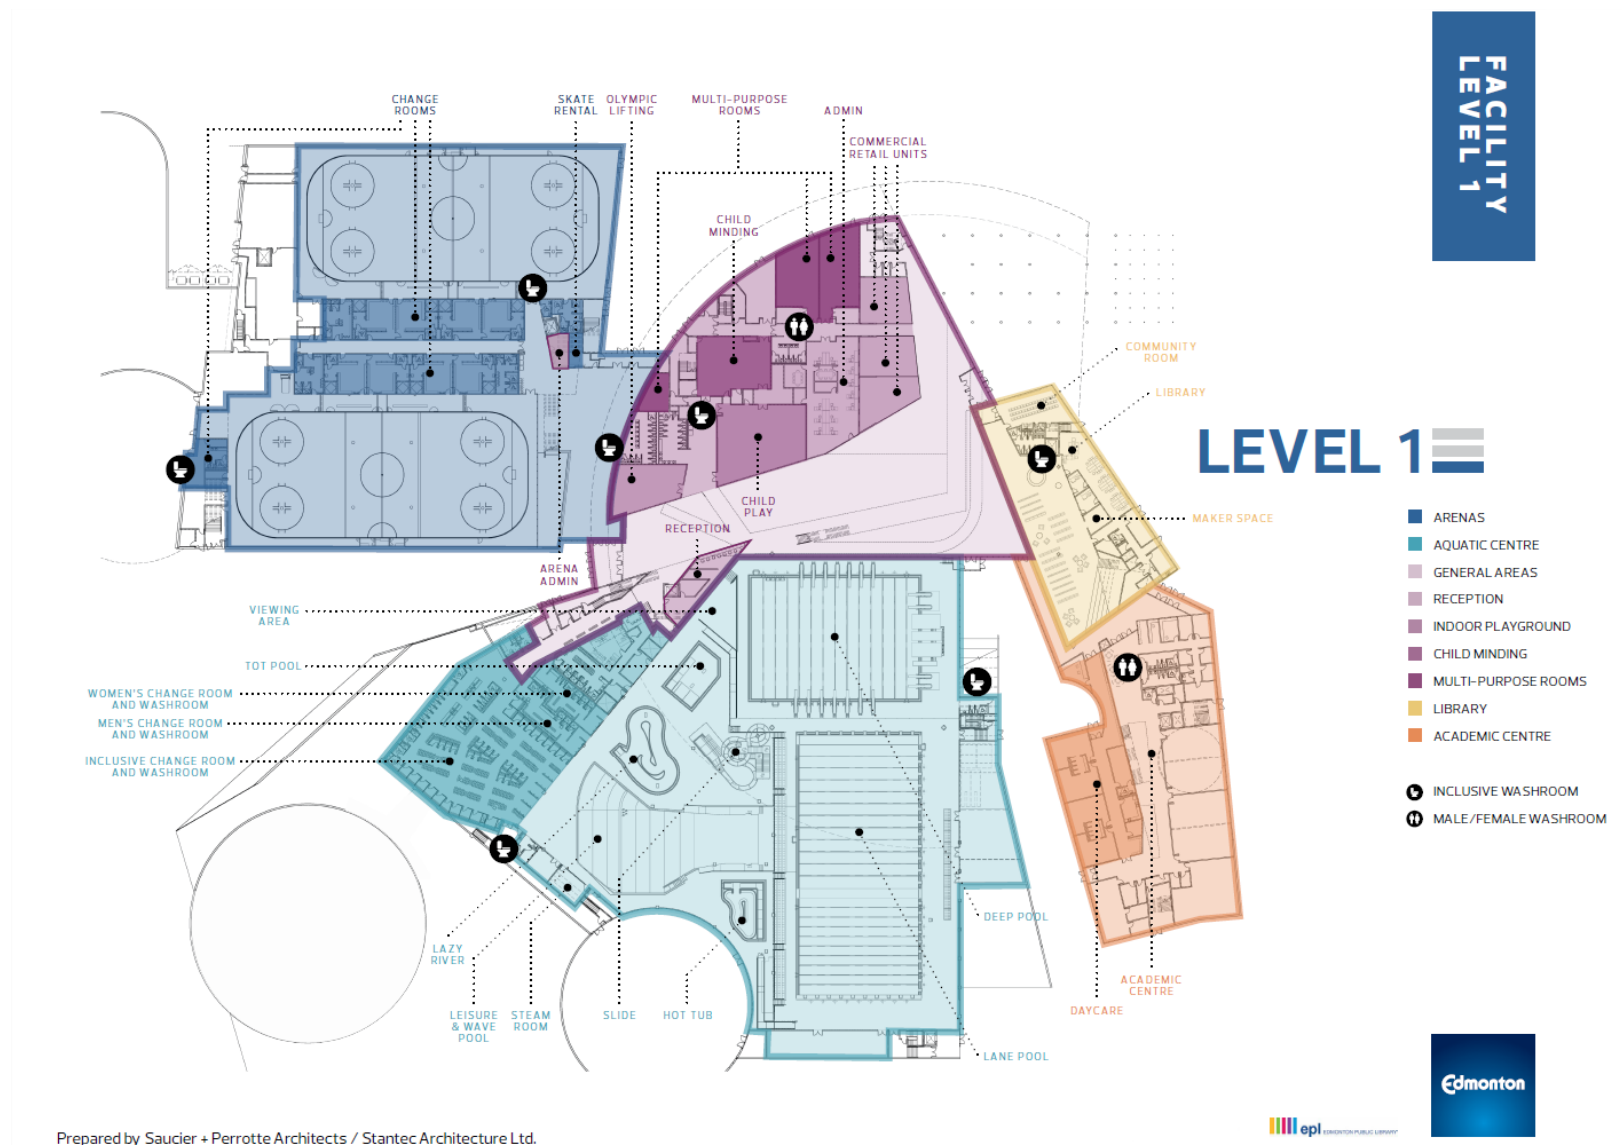 FACILITY
LEVEL 1
CHANGE
ROOMS
SKATE
RENTAL
OLYMPIC
LIFTING
MULTI-PURPOSE
ROOMS
ADMIN
COMMERCIAL
RETAIL UNITS
CHILD
MINDING
COMMUNITY
ROOM
LIBRARY
LEVEL 1
MAKER SPACE
CHILD
PLAY
RECEPTION
ARENA
ADMIN
VIEWING
AREA
TOT POOL
WOMEN'S CHANGE ROOM
AND WASHROOM
MEN'S CHANGE ROOM
AND WASHROOM
INCLUSIVE CHANGE ROOM
AND WASHROOM
LAZY
RIVER
LEISURE
& WAVE
POOL
STEAM
ROOM
SLIDE
HOT TUB
DEEP POOL
LANE POOL
DAYCARE
ACADEMIC
CENTRE
ARENAS
AQUATIC CENTRE
GENERAL AREAS
RECEPTION
INDOOR PLAYGROUND
CHILD MINDING
MULTI-PURPOSE ROOMS
LIBRARY
ACADEMIC CENTRE
INCLUSIVE WASHROOM
MALE/FEMALE WASHROOM
Edmonton
epl EDMONTON PUBLIC LIBRARY
Prepared by Saucier + Perrotte Architects / Stantec Architecture Ltd.